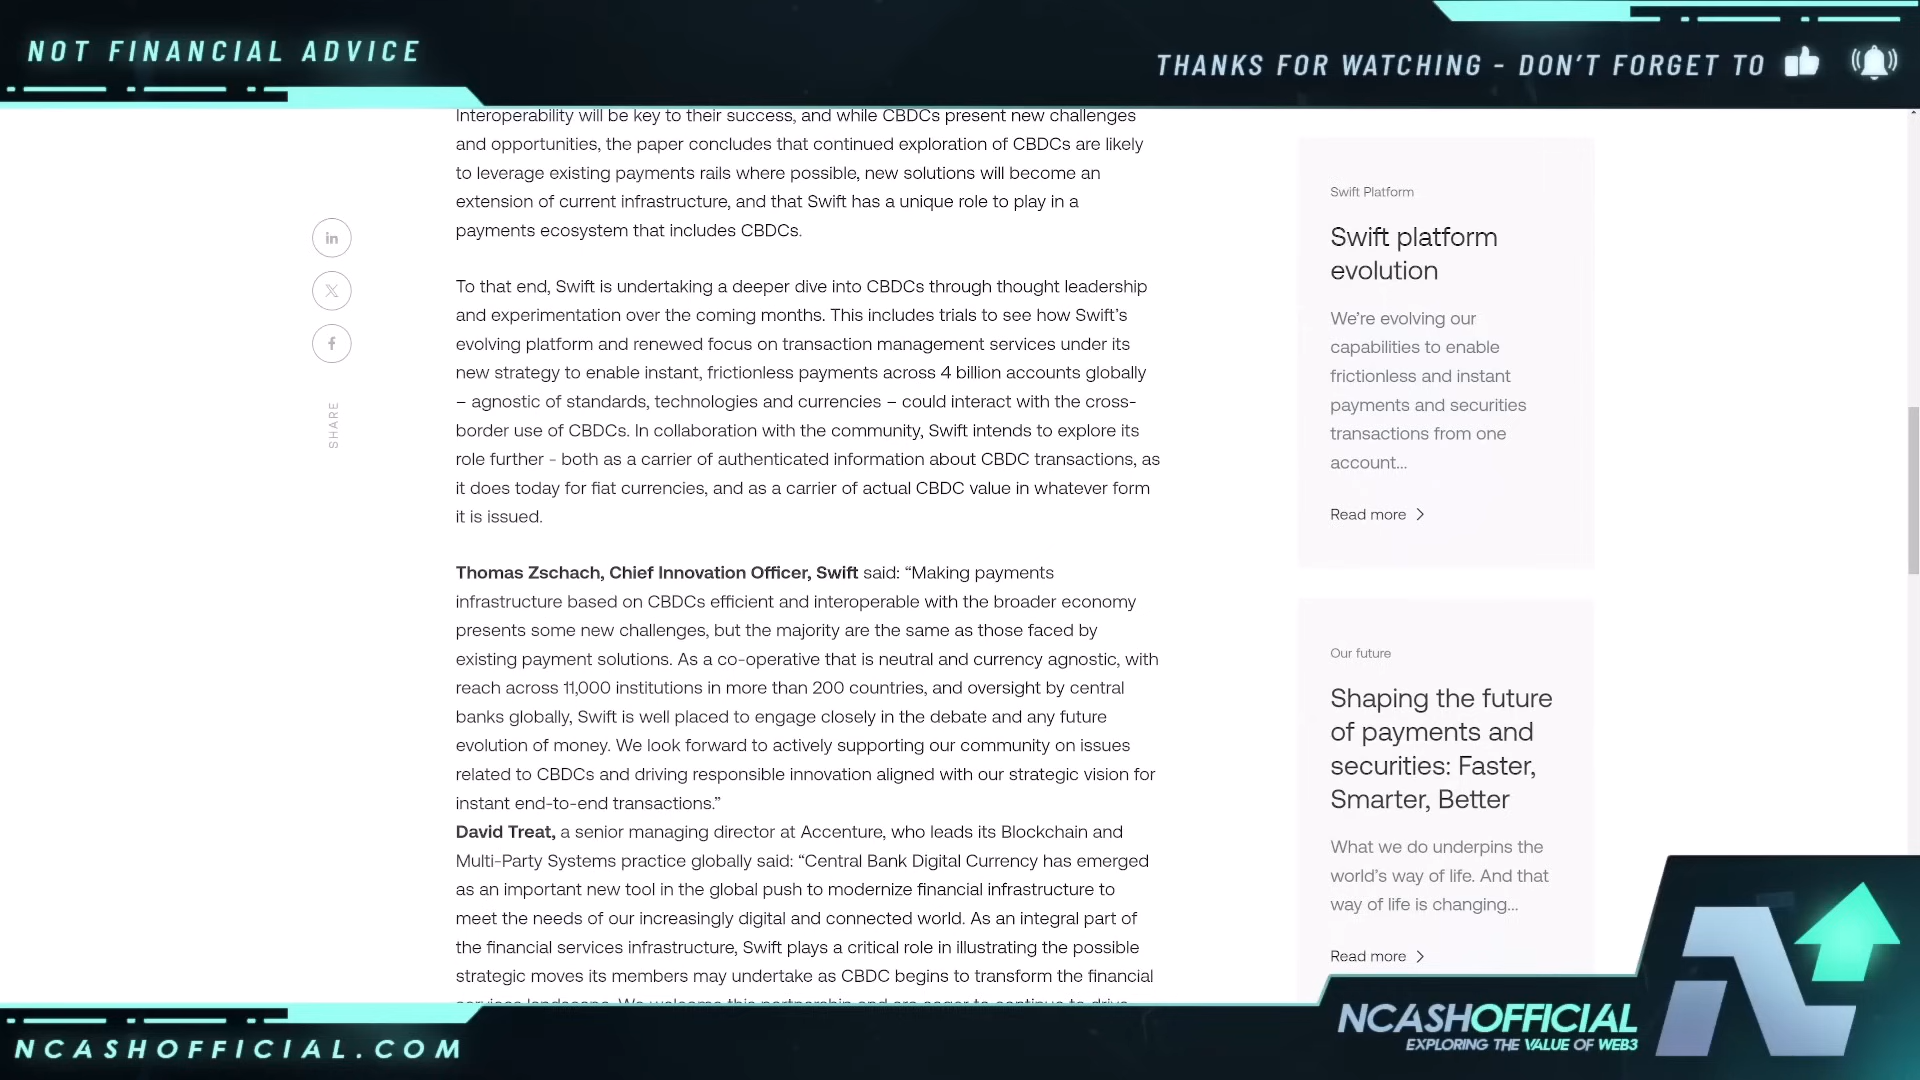 NOT FINANCIAL ADVICE
THANKS FOR WATCHING - DON'T FORGET TO
Interoperability will be key to their success, and while CBDCs present new challenges
and opportunities, the paper concludes that continued exploration of CBDCs are likely
to leverage existing payments rails where possible, new solutions will become an
extension of current infrastructure, and that Swift has a unique role to play in a
payments ecosystem that includes CBDCs.
To that end, Swift is undertaking a deeper dive into CBDCs through thought leadership
and experimentation over the coming months. This includes trials to see how Swift’s
evolving platform and renewed focus on transaction management services under its
new strategy to enable instant, frictionless payments across 4 billion accounts globally
– agnostic of standards, technologies and currencies – could interact with the cross-
border use of CBDCs. In collaboration with the community, Swift intends to explore its
role further - both as a carrier of authenticated information about CBDC transactions, as
it does today for fiat currencies, and as a carrier of actual CBDC value in whatever form
it is issued.
Thomas Zschach, Chief Innovation Officer, Swift said: “Making payments
infrastructure based on CBDCs efficient and interoperable with the broader economy
presents some new challenges, but the majority are the same as those faced by
existing payment solutions. As a co-operative that is neutral and currency agnostic, with
reach across 11,000 institutions in more than 200 countries, and oversight by central
banks globally, Swift is well placed to engage closely in the debate and any future
evolution of money. We look forward to actively supporting our community on issues
related to CBDCs and driving responsible innovation aligned with our strategic vision for
instant end-to-end transactions.”
David Treat, a senior managing director at Accenture, who leads its Blockchain and
Multi-Party Systems practice globally said: “Central Bank Digital Currency has emerged
as an important new tool in the global push to modernize financial infrastructure to
meet the needs of our increasingly digital and connected world. As an integral part of
the financial services infrastructure, Swift plays a critical role in illustrating the possible
strategic moves its members may undertake as CBDC begins to transform the financial
SHARE
Swift Platform
Swift platform
evolution
We’re evolving our
capabilities to enable
frictionless and instant
payments and securities
transactions from one
account...
Read more
Our future
Shaping the future
of payments and
securities: Faster,
Smarter, Better
What we do underpins the
world’s way of life. And that
way of life is changing...
Read more
NCASHOFFICIAL.COM
NCASHOFFICIAL
EXPLORING THE VALUE OF WEB3